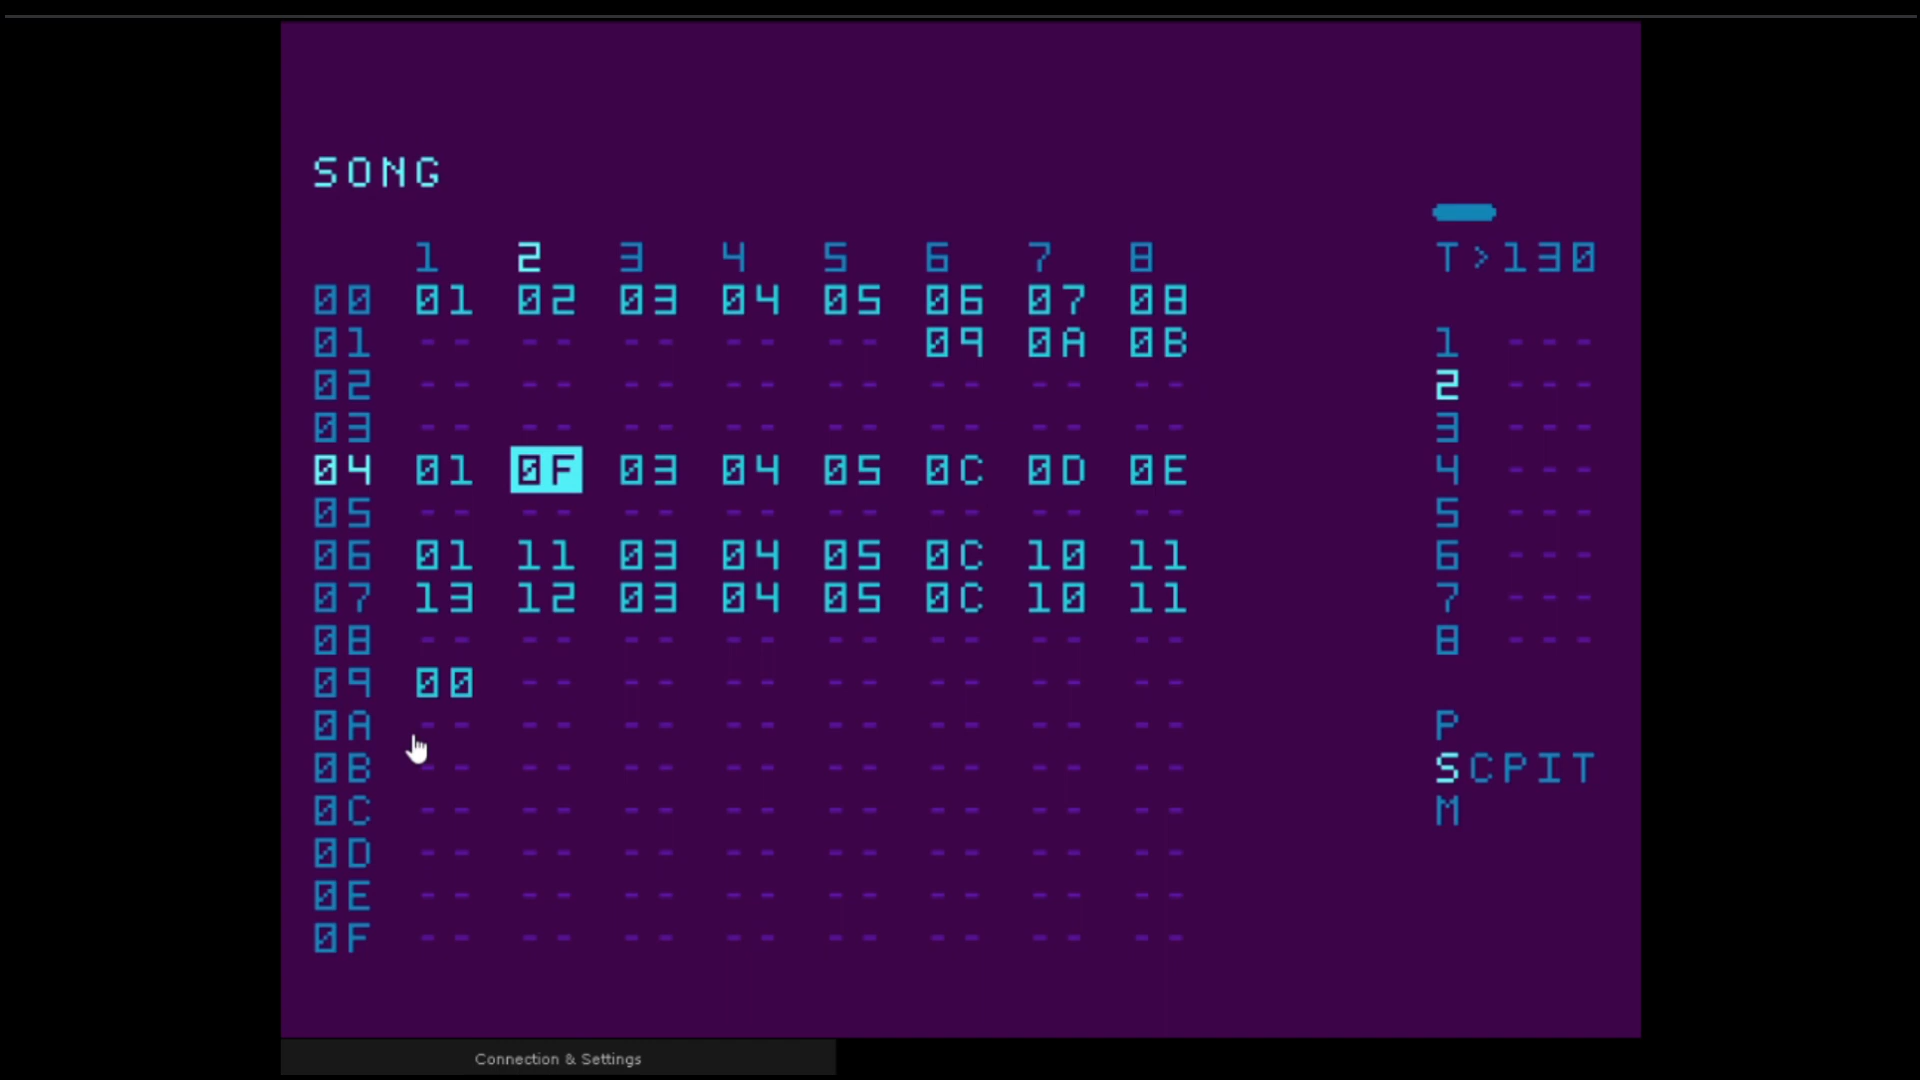 SONG
1 2 3 4 5 6 7 8 T>130
00 01 02 03 04 05 06 07 08
01 -- -- -- -- -- 09 0A 0B 1 ---
02 -- -- -- -- -- -- -- -- 2 ---
03 -- -- -- -- -- -- -- -- 3 ---
04 01 0F 03 04 05 0C 0D 0E 4 ---
05 -- -- -- -- -- -- -- -- 5 ---
06 01 11 03 04 05 0C 10 11 6 ---
07 13 12 03 04 05 0C 10 11 7 ---
08 -- -- -- -- -- -- -- -- 8 ---
09 00 -- -- -- -- -- -- --
0A -- -- -- -- -- -- -- -- P
0B -- -- -- -- -- -- -- -- SCPIT
0C -- -- -- -- -- -- -- -- M
0D -- -- -- -- -- -- -- --
0E -- -- -- -- -- -- -- --
0F -- -- -- -- -- -- -- --
Connection & Settings